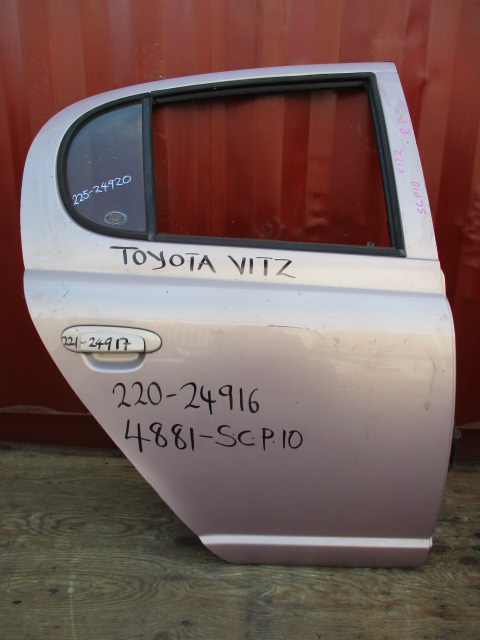 225-24920
VITZ
SCP10
TOYOTA VITZ
221-24917
220-24916
4881-SCP.10